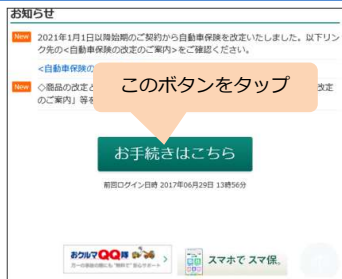 お知らせ
New 2021年1月1日以降始期のご契約から自動車保険を改定いたしました。以下リン
ク先の<自動車保険の改定のご案内>をご確認ください。
<自動車保険の
New ◇商品の改定と
改定
のご案内」等を
このボタンをタップ
お手続きはこちら
前回ログイン日時 2017年06月29日 13時56分
おクルマQQ隊
スマホで スマ保。